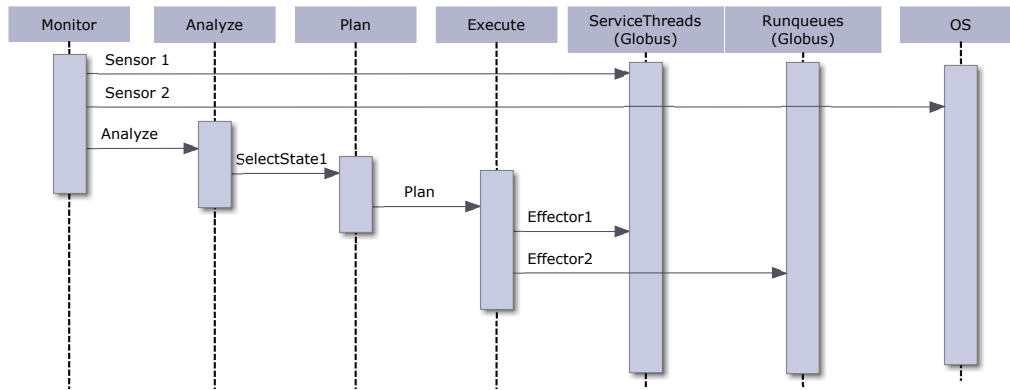 Monitor
Analyze
Plan
Execute
ServiceThreads
(Globus)
Runqueues
(Globus)
OS
Sensor 1
Sensor 2
Analyze
SelectState1
Plan
Effector1
Effector2